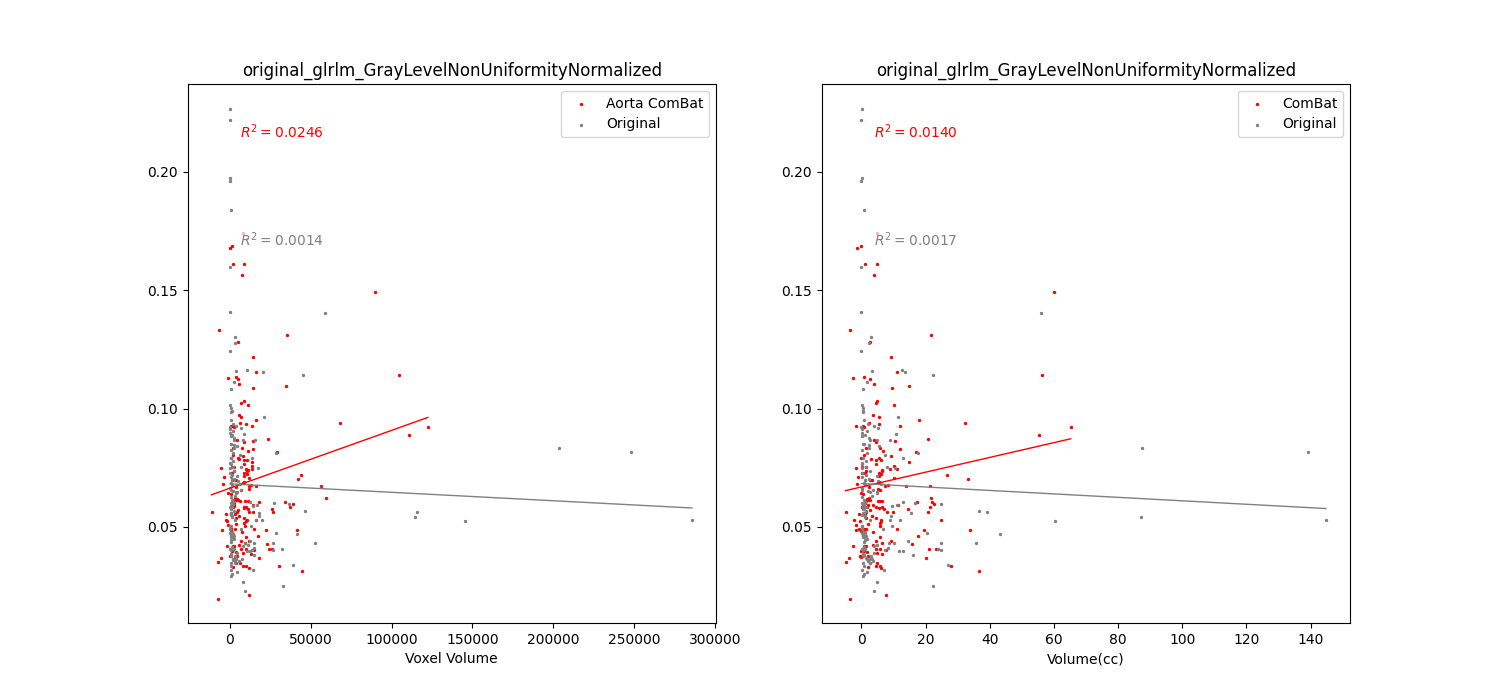 original_glrlm_GrayLevelNonUniformityNormalized
Aorta ComBat
Original
R² = 0.0246
R² = 0.0014
0.20
0.15
0.10
0.05
0
50000
100000
150000
200000
250000
300000
Voxel Volume
original_glrlm_GrayLevelNonUniformityNormalized
ComBat
Original
R² = 0.0140
R² = 0.0017
0.20
0.15
0.10
0.05
0
20
40
60
80
100
120
140
Volume(cc)